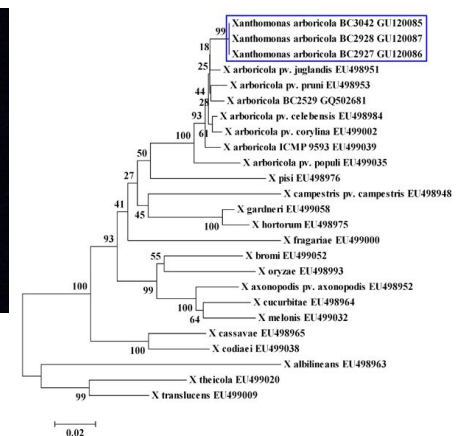 Xanthomonas arboricola BC3042 GU120085
99
Xanthomonas arboricola BC2928 GU120087
18
Xanthomonas arboricola BC2927 GU120086
25
X arboricola pv. juglandis EU498951
44
X arboricola pv. pruni EU498953
28
X arboricola BC2529 GQ502681
93
X arboricola pv. celebensis EU498984
61
X arboricola pv. corylina EU499002
100
X arboricola ICMP 9593 EU499039
50
X arboricola pv. populi EU499035
27
X pisi EU498976
X campestris pv. campestris EU498948
41
45
X gardneri EU499058
100
X hortorum EU498975
93
X fragariae EU499000
55
X bromi EU499052
99
X oryzae EU498993
100
X axonopodis pv. axonopodis EU498952
100
X cucurbitae EU498964
64
X melonis EU499032
X cassavae EU498965
100
X codiaei EU499038
X albilineans EU498963
X theicola EU499020
99
X translucens EU499009
0.02